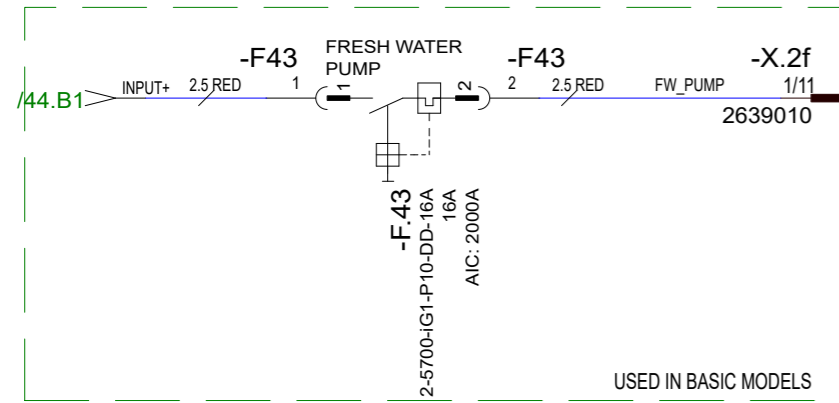 -F43
FRESH WATER
PUMP
-F43
-X.2f
/44.B1
INPUT+
2.5 RED
1
1
2
2
2.5 RED
FW_PUMP
1/11
2639010
-F.43
2-5700-iG1-P10-DD-16A
16A
AIC: 2000A
USED IN BASIC MODELS